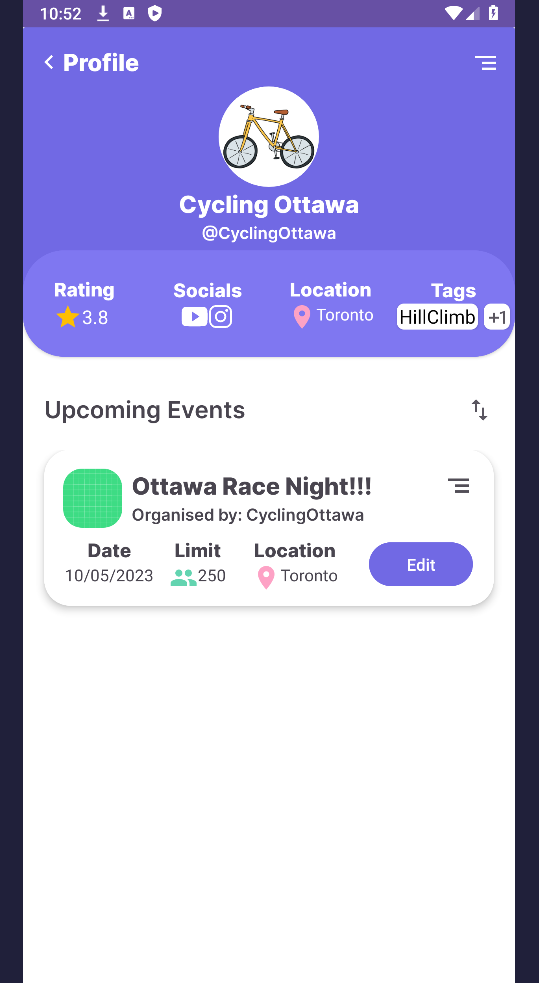 10:52
Profile
Cycling Ottawa
@CyclingOttawa
Rating Socials Location Tags
3.8 Toronto HillClimb +1
Upcoming Events
Ottawa Race Night!!!
Organised by: CyclingOttawa
Date Limit Location
10/05/2023 250 Toronto Edit